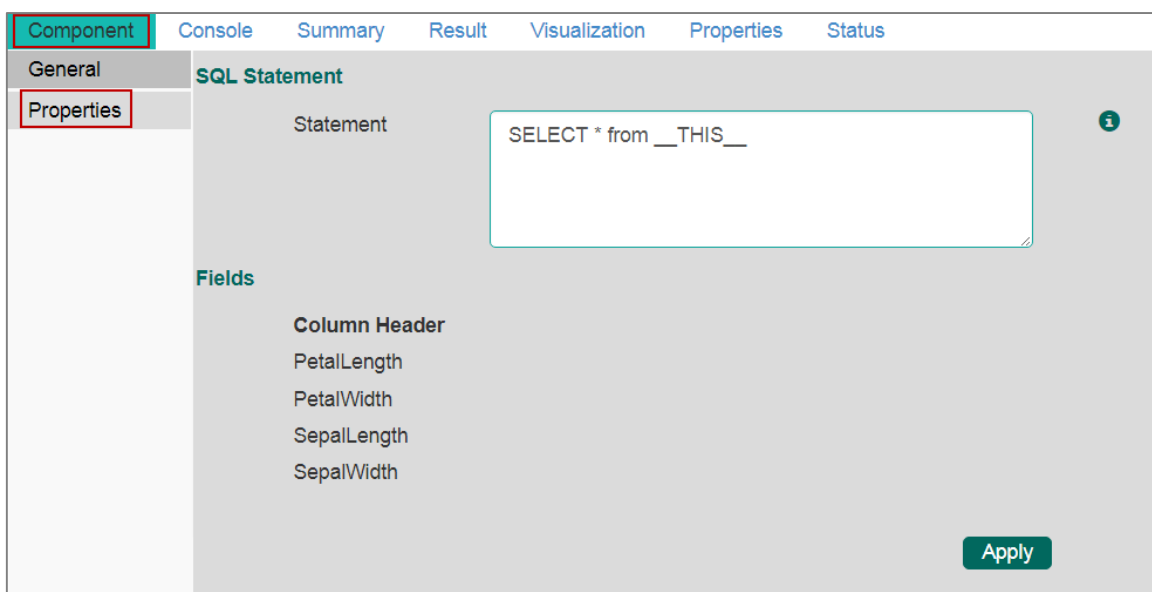 Component Console Summary Result Visualization Properties Status
General
Properties
SQL Statement
Statement
SELECT * from __THIS__
Fields
Column Header
PetalLength
PetalWidth
SepalLength
SepalWidth
Apply